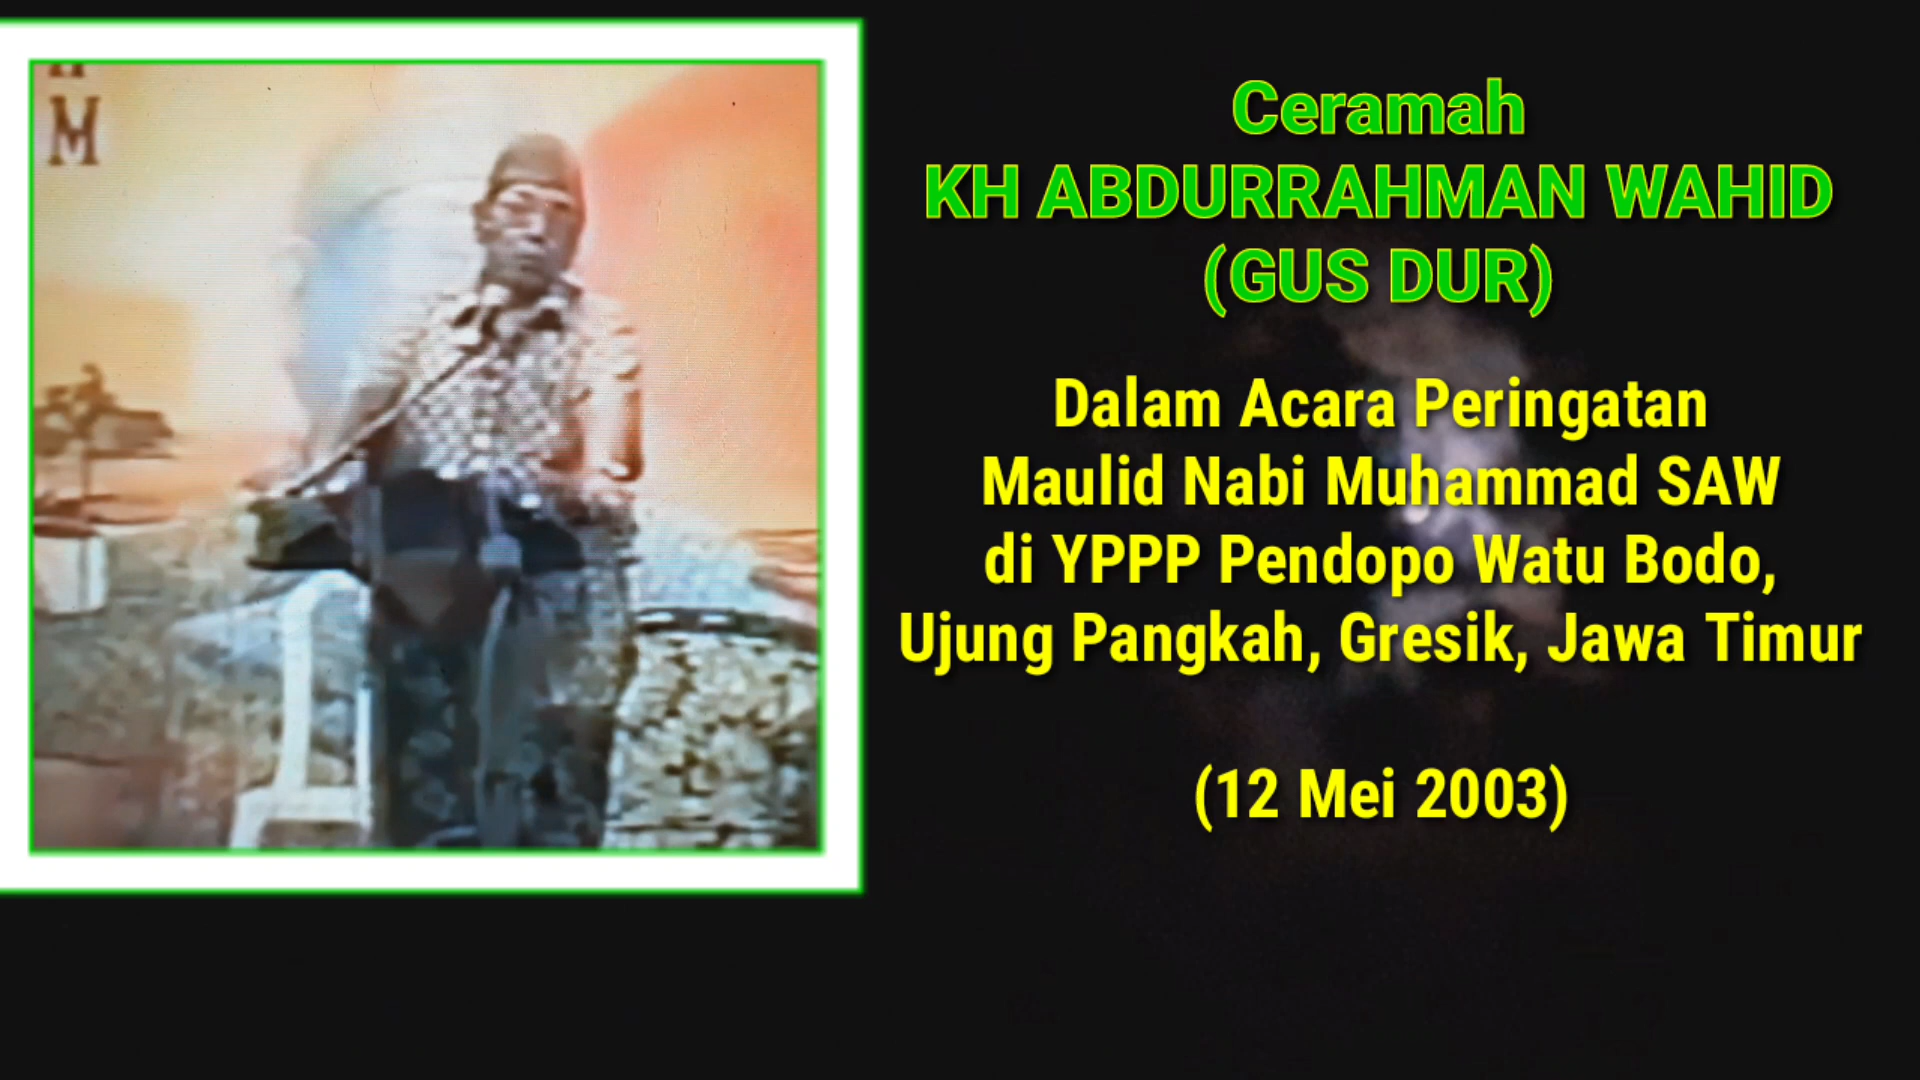 M
Ceramah
KH ABDURRAHMAN WAHID
(GUS DUR)
Dalam Acara Peringatan
Maulid Nabi Muhammad SAW
di YPPP Pendopo Watu Bodo,
Ujung Pangkah, Gresik, Jawa Timur
(12 Mei 2003)